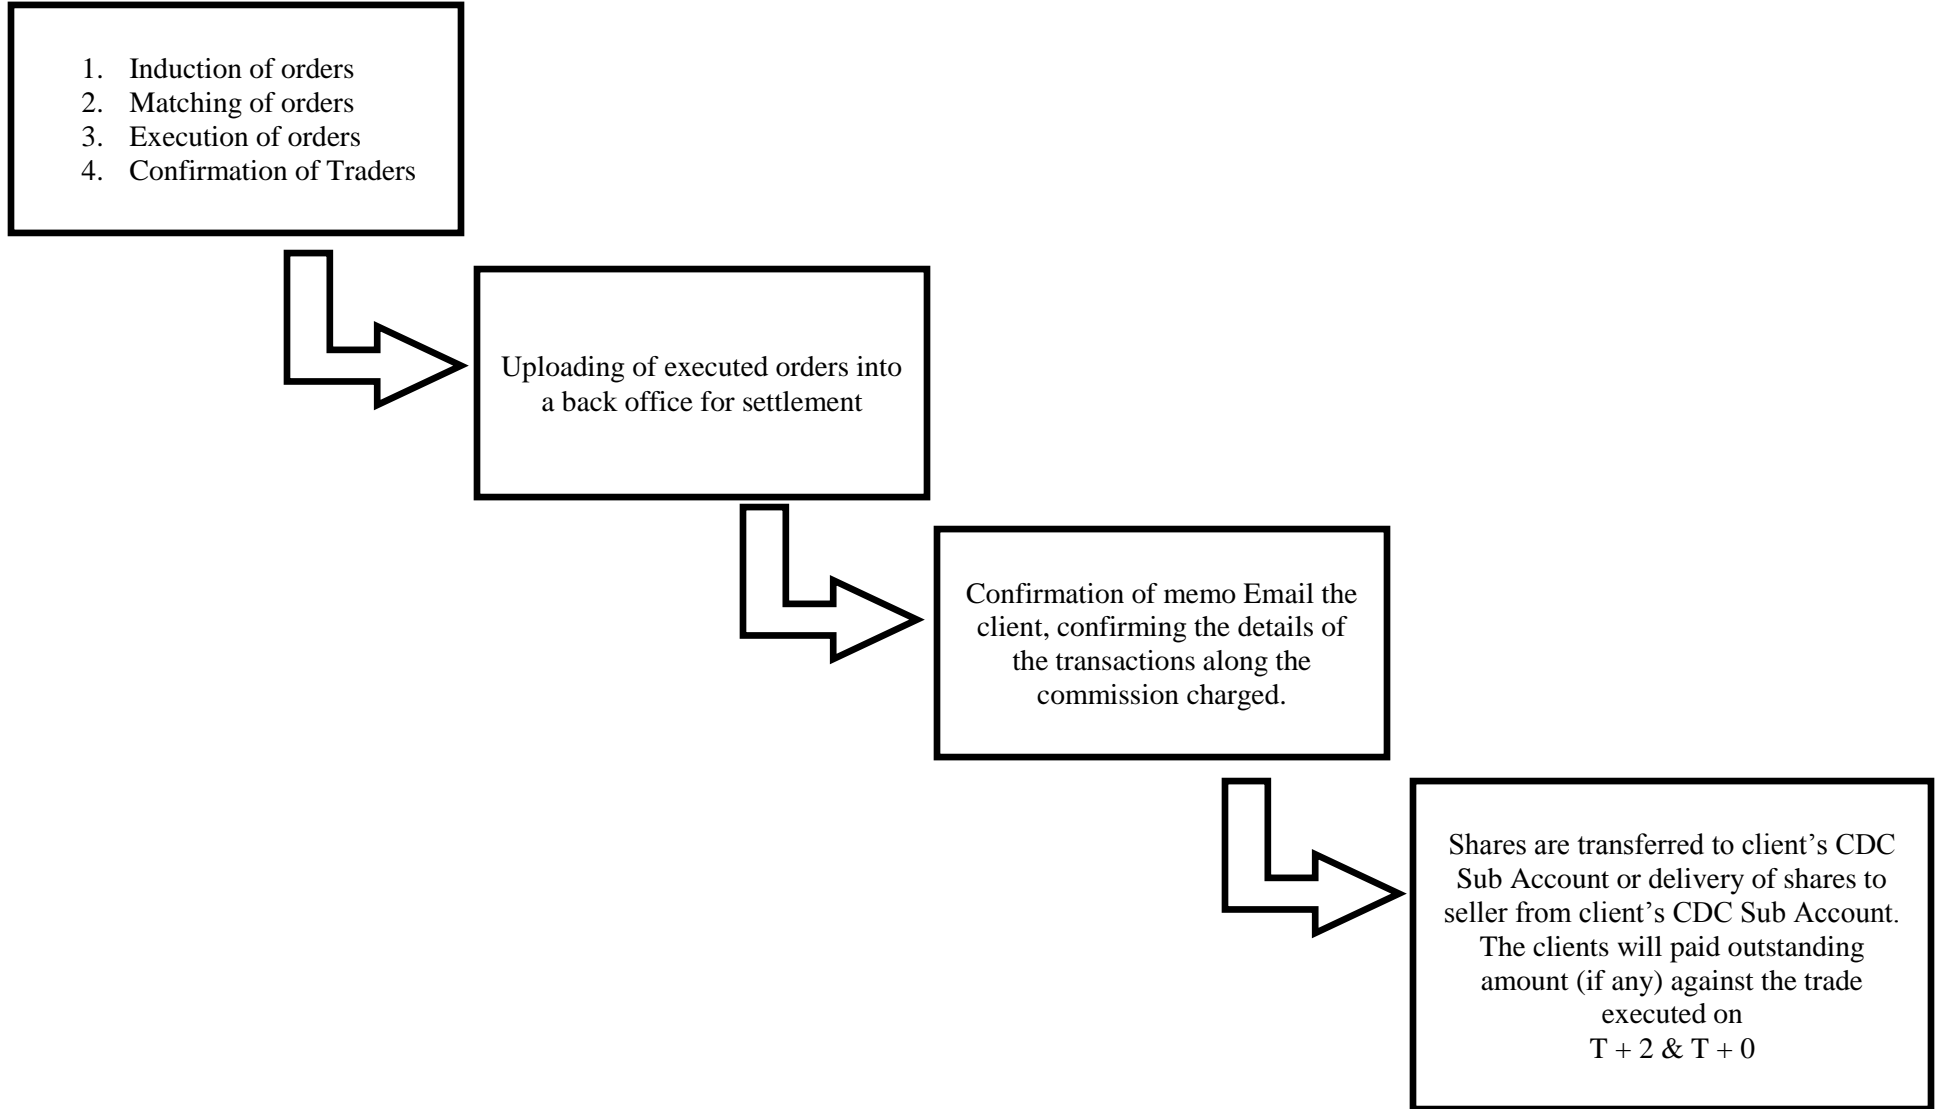 1. Induction of orders
2. Matching of orders
3. Execution of orders
4. Confirmation of Traders
Uploading of executed orders into
a back office for settlement
Confirmation of memo Email the
client, confirming the details of
the transactions along the
commission charged.
Shares are transferred to client’s CDC
Sub Account or delivery of shares to
seller from client’s CDC Sub Account.
The clients will paid outstanding
amount (if any) against the trade
executed on
T + 2 & T + 0